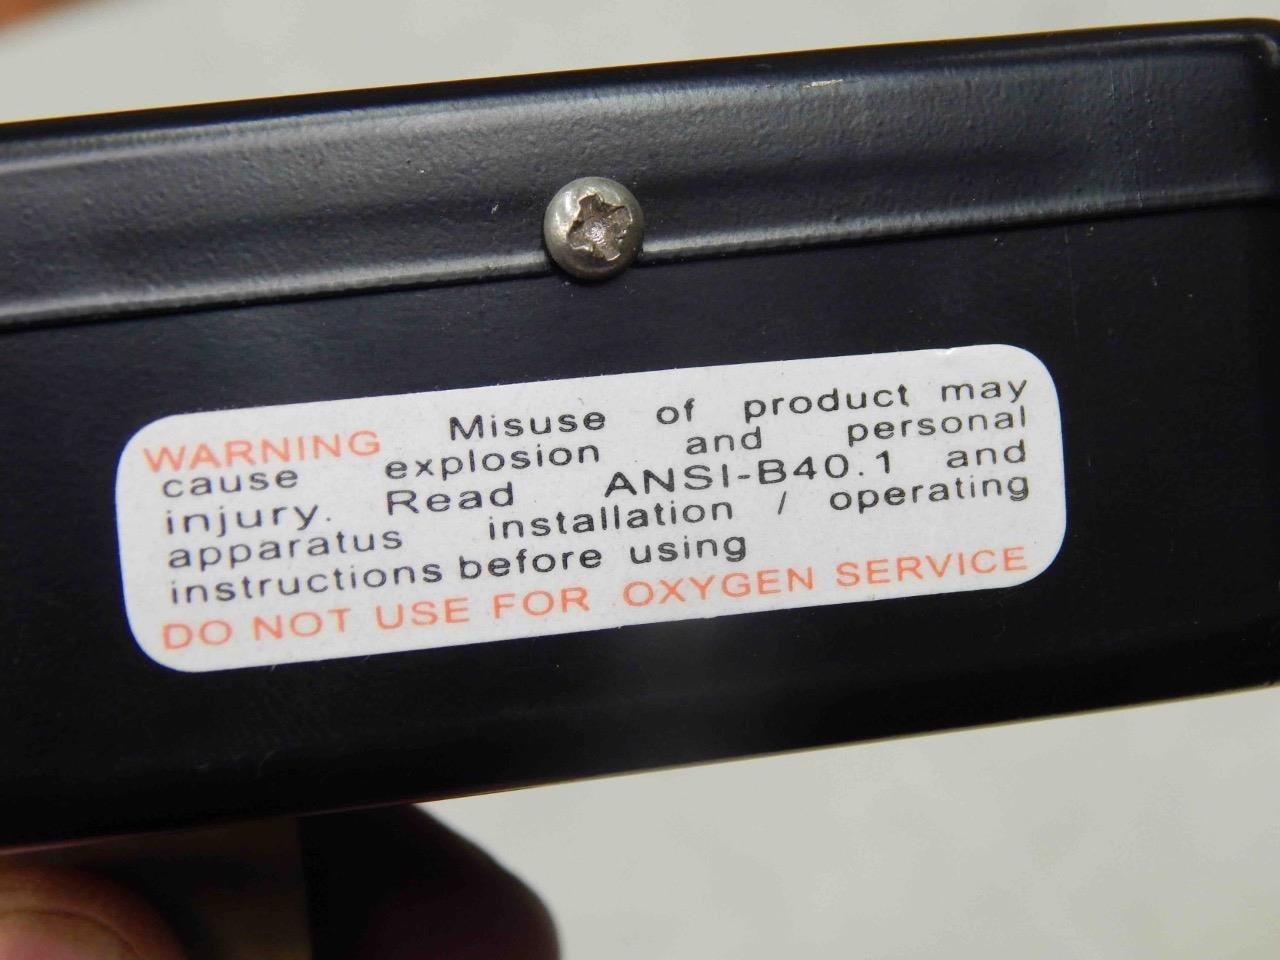 WARNING Misuse of product may
cause explosion and personal
injury. Read ANSI-B40.1 and
apparatus installation / operating
instructions before using
DO NOT USE FOR OXYGEN SERVICE